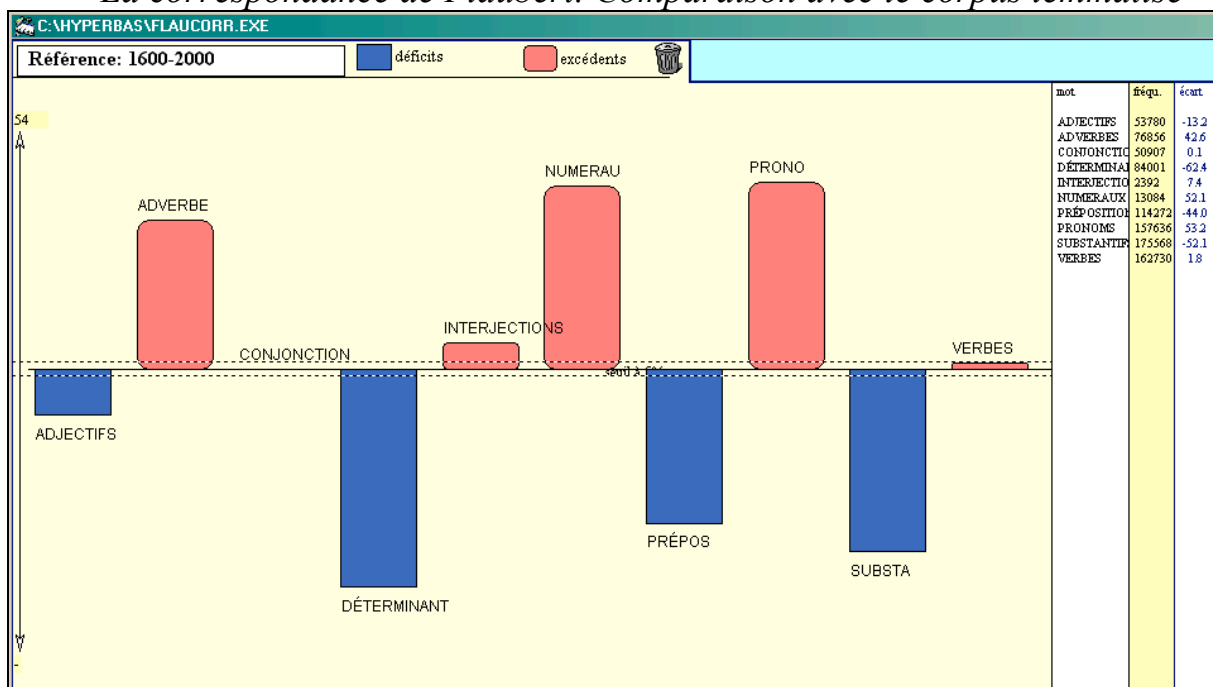 La correspondance de Flaubert. Comparaison avec le corpus lemmatisé
C:\HYPERBAS\FLAUCORR.EXE
Référence: 1600-2000
déficits
excédents
mot fréqu. écart
54
ADJECTIFS 53780 -13.2
ADVERBES 76856 42.6
CONJONCTIO 50907 0.1
DÉTERMINA 84001 -62.4
INTERJECTIO 2392 7.4
NUMERAUX 13084 52.1
PRÉPOSITION 114272 -44.0
PRONOMS 157636 53.2
SUBSTANTIF 175568 -52.1
VERBES 162730 1.8
NUMERAU
PRONO
ADVERBE
INTERJECTIONS
CONJONCTION
VERBES
seuil à 5%
ADJECTIFS
PRÉPOS
SUBSTA
DÉTERMINANT
-